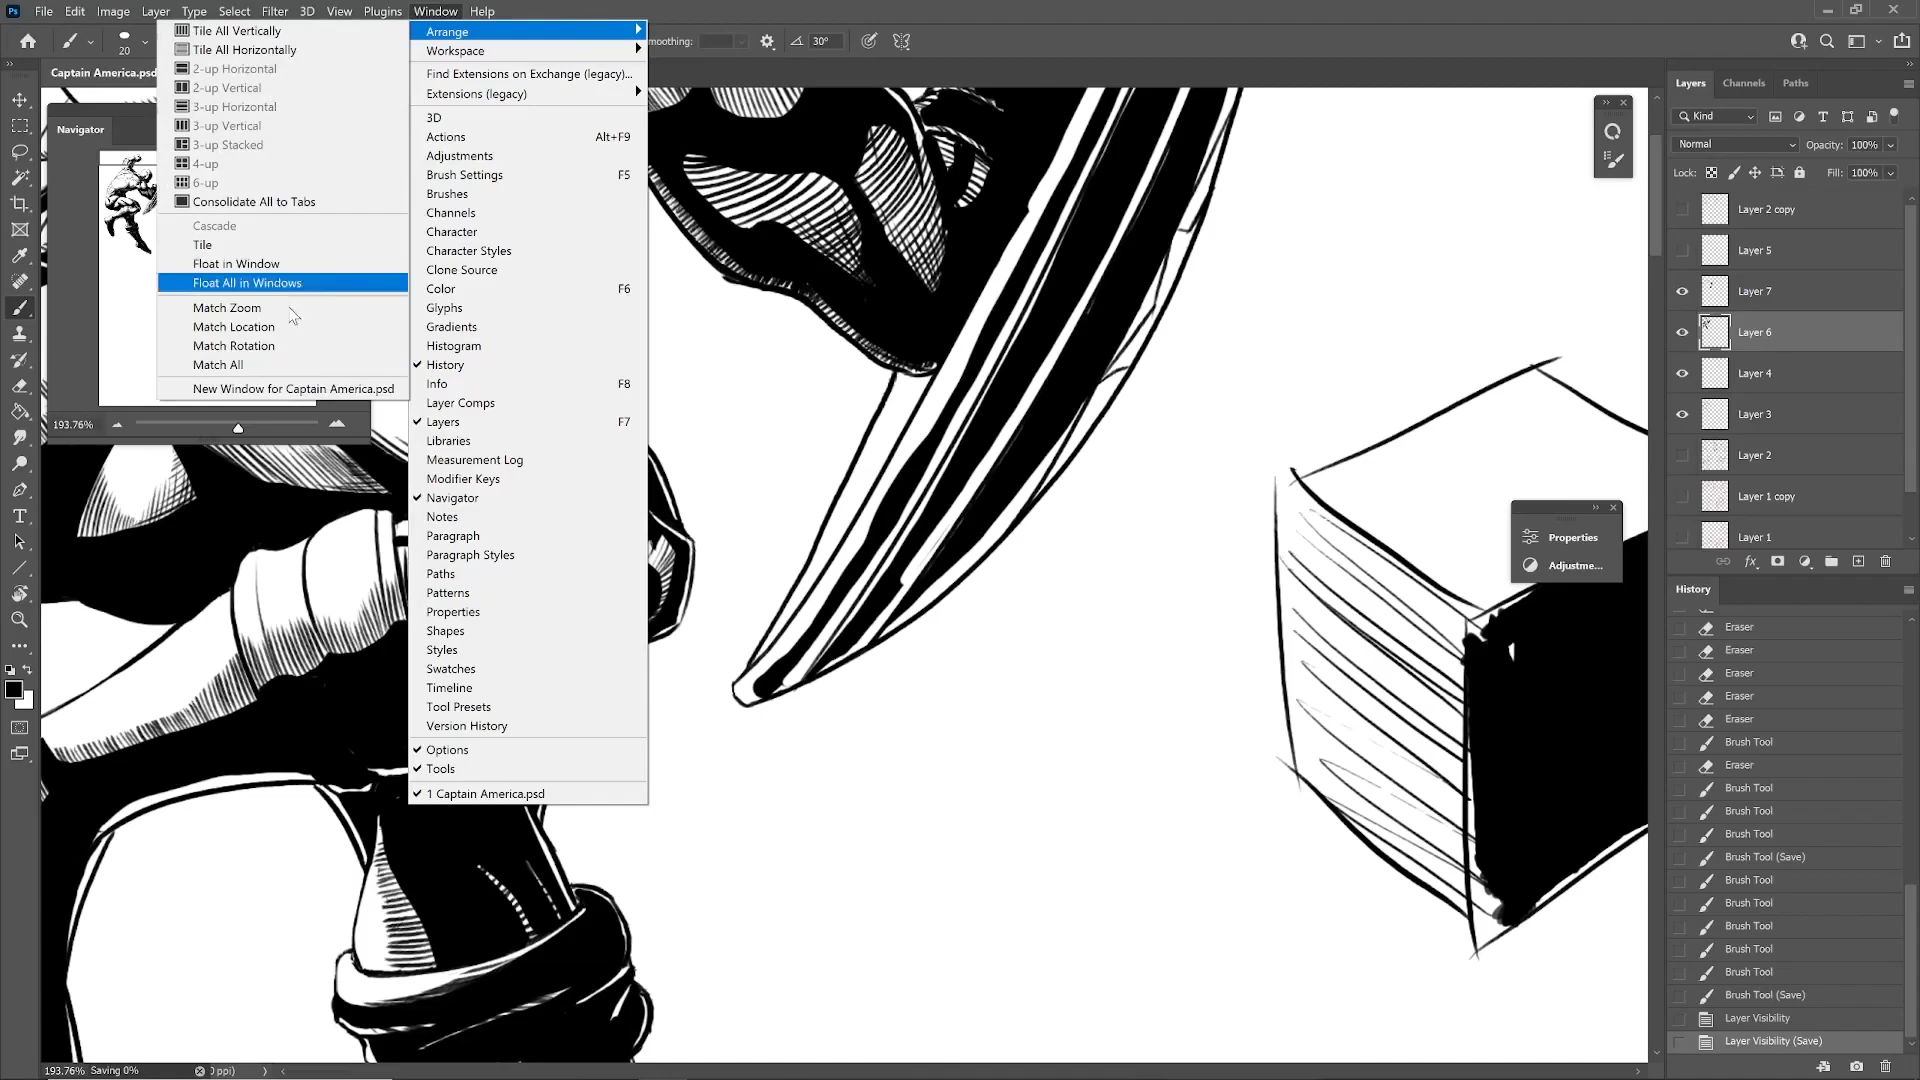 Ps File Edit Image Layer Type Select Filter 3D View Plugins Window Help
20
moothing:
30°
Captain America.psd
Tile All Vertically
Tile All Horizontally
2-up Horizontal
2-up Vertical
3-up Horizontal
3-up Vertical
3-up Stacked
4-up
6-up
Consolidate All to Tabs
Cascade
Tile
Float in Window
Float All in Windows
Match Zoom
Match Location
Match Rotation
Match All
New Window for Captain America.psd
Navigator
193.76%
Arrange
Workspace
Find Extensions on Exchange (legacy)...
Extensions (legacy)
3D
Actions Alt+F9
Adjustments
Brush Settings F5
Brushes
Channels
Character
Character Styles
Clone Source
Color F6
Glyphs
Gradients
Histogram
History
Info F8
Layer Comps
Layers F7
Libraries
Measurement Log
Modifier Keys
Navigator
Notes
Paragraph
Paragraph Styles
Paths
Patterns
Properties
Shapes
Styles
Swatches
Timeline
Tool Presets
Version History
Options
Tools
1 Captain America.psd
Properties
Adjustme...
Layers Channels Paths
Kind
Normal Opacity: 100%
Lock: Fill: 100%
Layer 2 copy
Layer 5
Layer 7
Layer 6
Layer 4
Layer 3
Layer 2
Layer 1 copy
Layer 1
fx
History
Eraser
Eraser
Eraser
Eraser
Eraser
Brush Tool
Eraser
Brush Tool
Brush Tool
Brush Tool
Brush Tool (Save)
Brush Tool
Brush Tool
Brush Tool
Brush Tool
Brush Tool
Brush Tool (Save)
Layer Visibility
Layer Visibility (Save)
193.76% Saving 0% ppi)